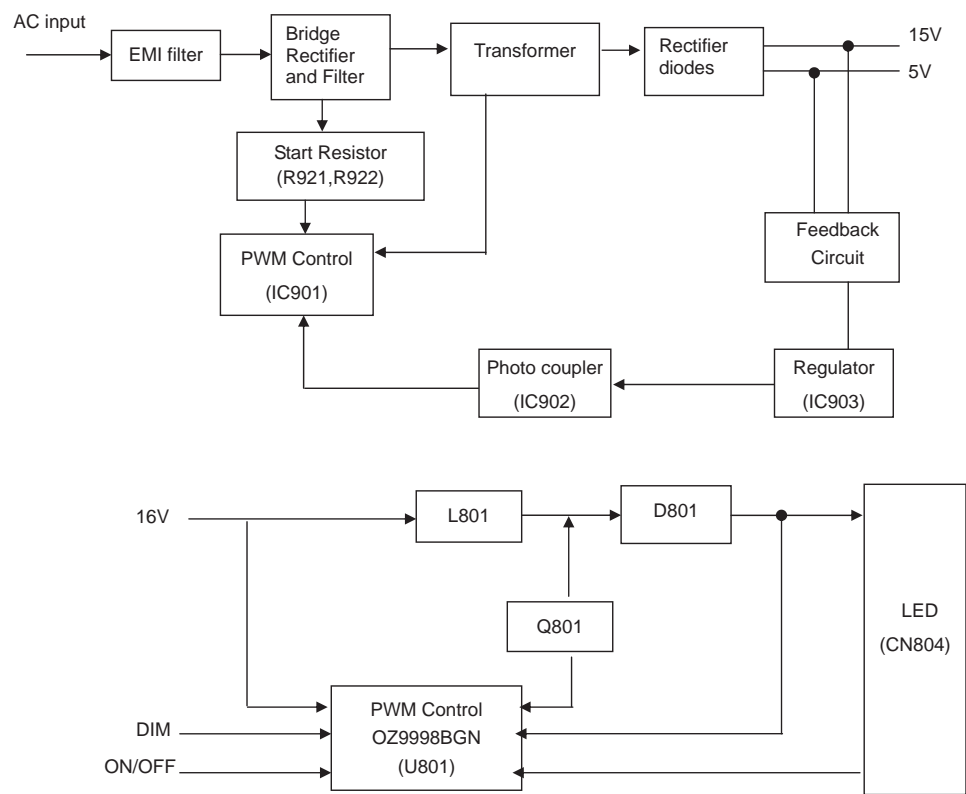 AC input
EMI filter
Bridge
Rectifier
and Filter
Transformer
Rectifier
diodes
15V
5V
Start Resistor
(R921,R922)
PWM Control
(IC901)
Feedback
Circuit
Photo coupler
(IC902)
Regulator
(IC903)
16V
L801
D801
Q801
LED
(CN804)
PWM Control
OZ9998BGN
(U801)
DIM
ON/OFF